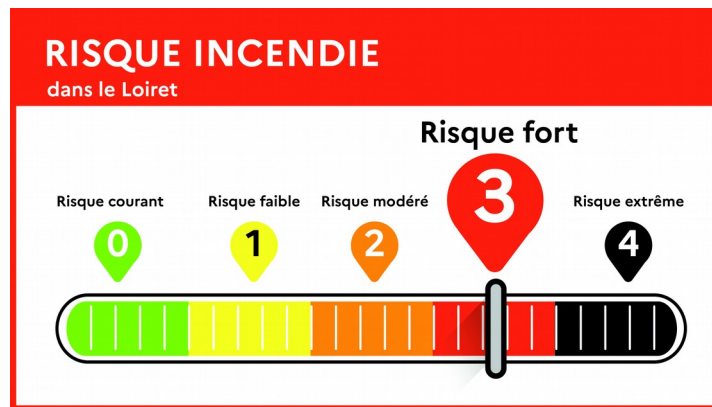 RISQUE INCENDIE
dans le Loiret
Risque fort
Risque courant
Risque faible
Risque modéré
Risque extrême
0
1
2
3
4